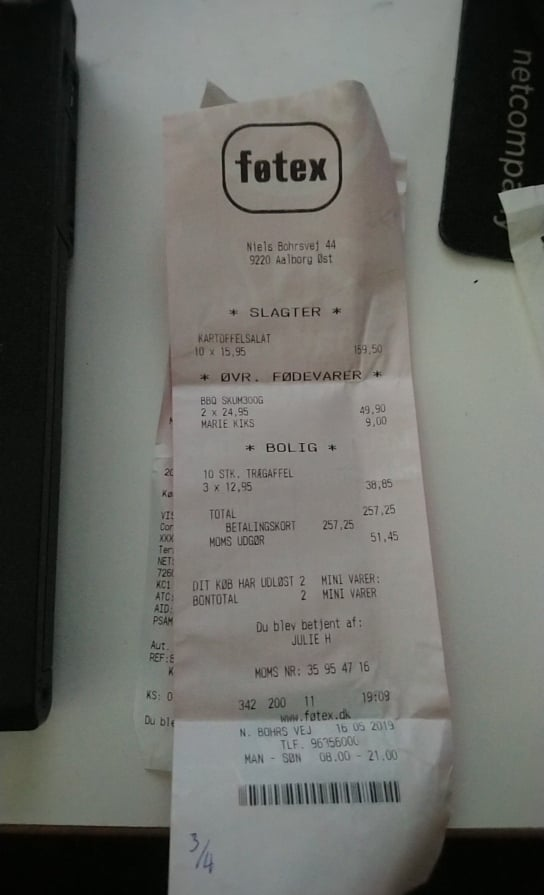 føtex
netcompany
Niels Bohrsvej 44
9220 Aalborg Øst
* SLAGTER *
KARTOFFELSALAT
10 x 15,95 159,50
* ØVR. FØDEVARER *
BBQ SKUM300G
2 x 24,95 49,90
MARIE KIKS 9,00
* BOLIG *
10 STK. TRÆGAFFEL
3 x 12,95 38,85
TOTAL 257,25
BETALINGSKORT 257,25
MOMS UDGØR 51,45
DIT KØB HAR UDLØST 2 MINI VARER:
BONTOTAL 2 MINI VARER
Du blev betjent af:
JULIE H
MOMS NR: 35 95 47 16
342 200 11 19:09
www.føtex.dk
N. BOHRS VEJ 16 05 2019
TLF. 96356000
MAN - SØN 08.00 - 21.00
3/4
20
Kø
VIS
Con
XXX
Ter
NET
726
KC1
ATC:
AID:
PSAM
Aut.
REF:
K
KS: 0
Du ble